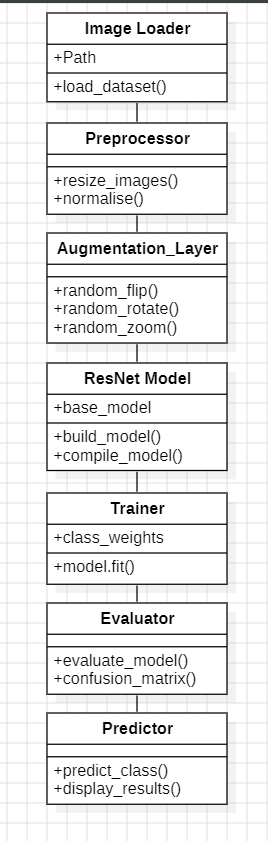 Image Loader
+Path
+load_dataset()
Preprocessor
+resize_images()
+normalise()
Augmentation_Layer
+random_flip()
+random_rotate()
+random_zoom()
ResNet Model
+base_model
+build_model()
+compile_model()
Trainer
+class_weights
+model.fit()
Evaluator
+evaluate_model()
+confusion_matrix()
Predictor
+predict_class()
+display_results()